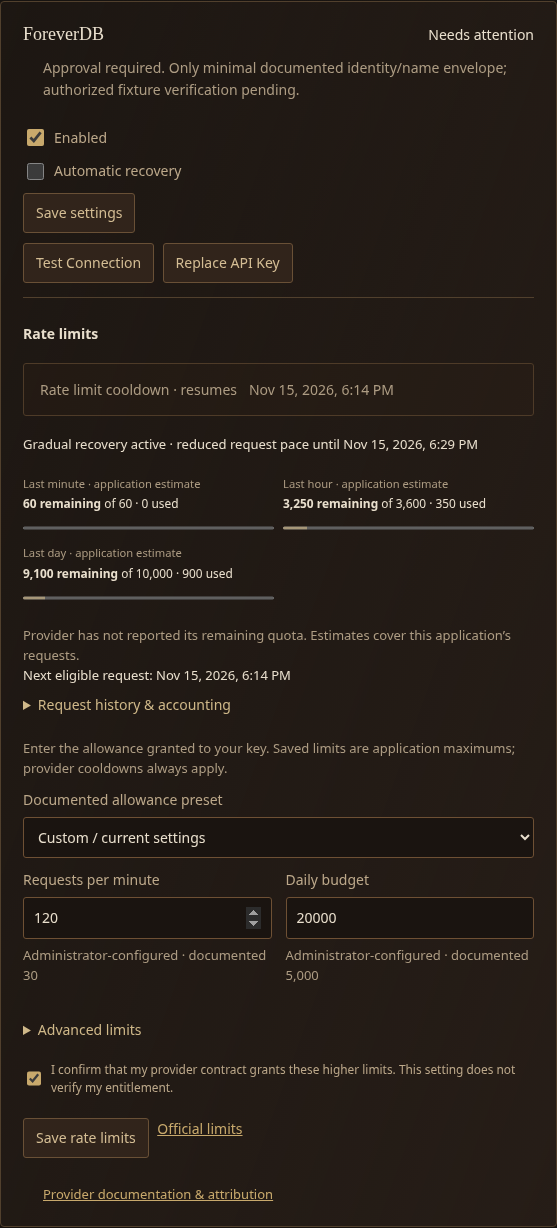 ForeverDB
Needs attention
Approval required. Only minimal documented identity/name envelope;
authorized fixture verification pending.
Enabled
Automatic recovery
Save settings
Test Connection
Replace API Key
Rate limits
Rate limit cooldown · resumes Nov 15, 2026, 6:14 PM
Gradual recovery active · reduced request pace until Nov 15, 2026, 6:29 PM
Last minute · application estimate
60 remaining of 60 · 0 used
Last hour · application estimate
3,250 remaining of 3,600 · 350 used
Last day · application estimate
9,100 remaining of 10,000 · 900 used
Provider has not reported its remaining quota. Estimates cover this application’s
requests.
Next eligible request: Nov 15, 2026, 6:14 PM
Request history & accounting
Enter the allowance granted to your key. Saved limits are application maximums;
provider cooldowns always apply.
Documented allowance preset
Custom / current settings
Requests per minute
120
Administrator-configured · documented
30
Daily budget
20000
Administrator-configured · documented
5,000
Advanced limits
I confirm that my provider contract grants these higher limits. This setting does not
verify my entitlement.
Save rate limits
Official limits
Provider documentation & attribution